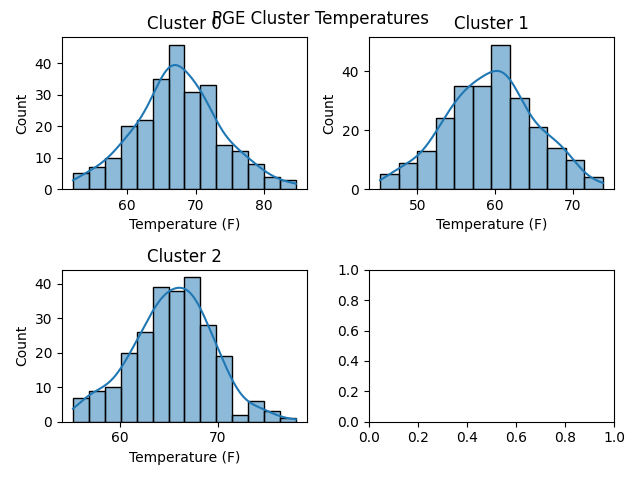 PGE Cluster Temperatures
Cluster 0
Cluster 1
Count
40
30
20
10
0
60 70 80
Temperature (F)
Count
40
20
0
50 60 70
Temperature (F)
Cluster 2
Count
40
30
20
10
0
60 70
Temperature (F)
1.0
0.8
0.6
0.4
0.2
0.0
0.0 0.2 0.4 0.6 0.8 1.0